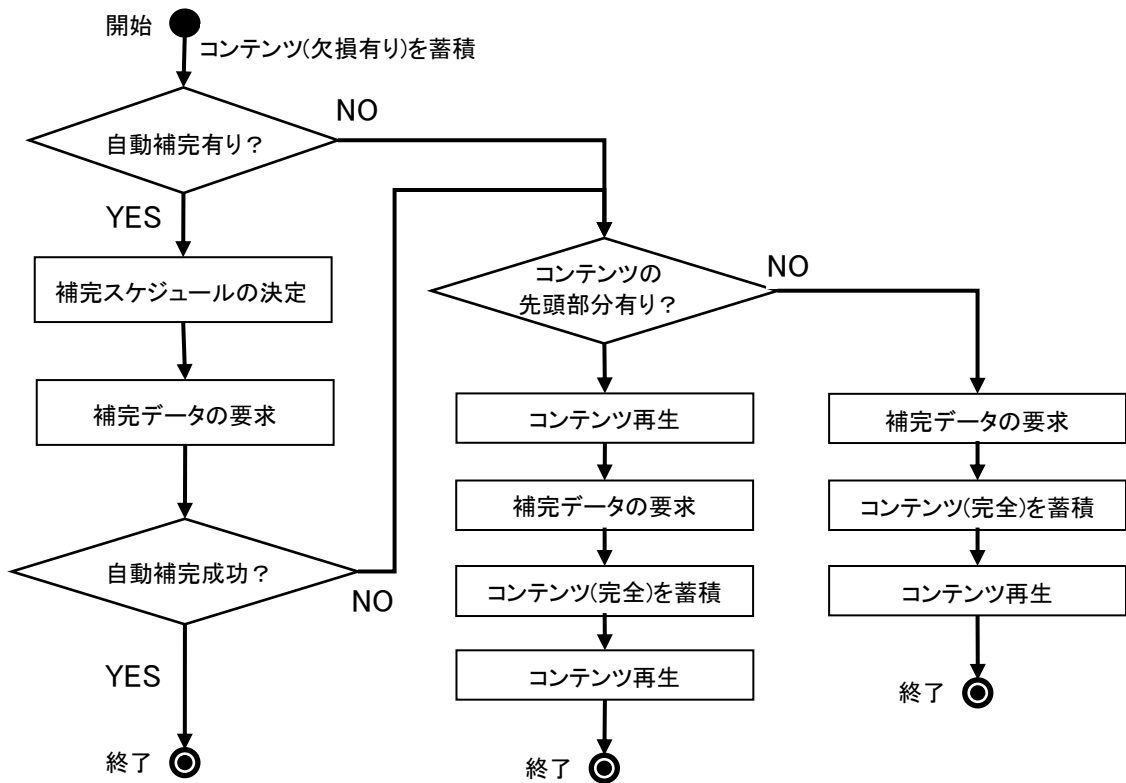 開始
コンテンツ(欠損有り)を蓄積
自動補完有り？
NO
YES
補完スケジュールの決定
補完データの要求
自動補完成功？
NO
YES
終了
コンテンツの
先頭部分有り？
NO
コンテンツ再生
補完データの要求
コンテンツ(完全)を蓄積
コンテンツ再生
終了
補完データの要求
コンテンツ(完全)を蓄積
コンテンツ再生
終了